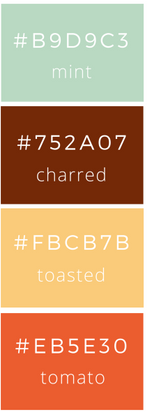 #B9D9C3
mint
#752A07
charred
#FBCB7B
toasted
#EB5E30
tomato